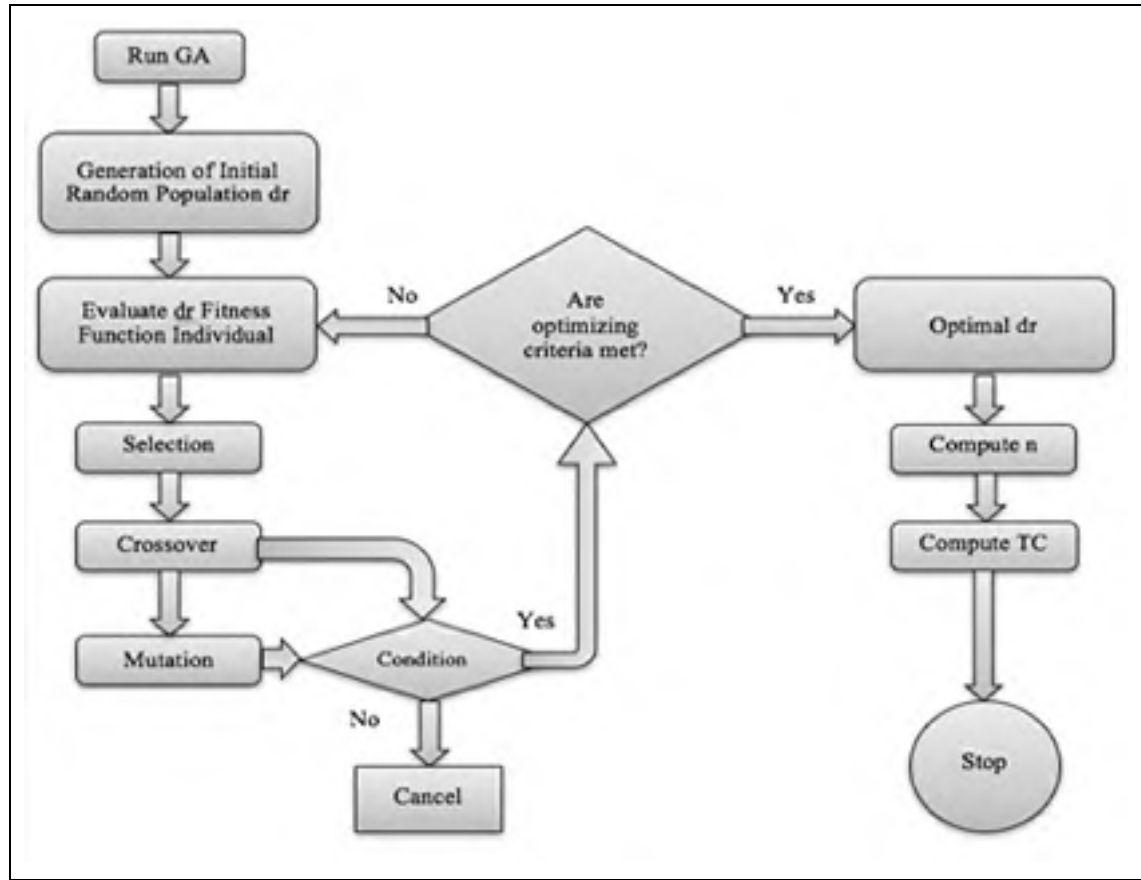 Run GA
Generation of Initial
Random Population dr
Evaluate dr Fitness
Function Individual
Selection
Crossover
Mutation
Condition
Yes
No
Cancel
Are
optimizing
criteria met?
No
Yes
Optimal dr
Compute n
Compute TC
Stop